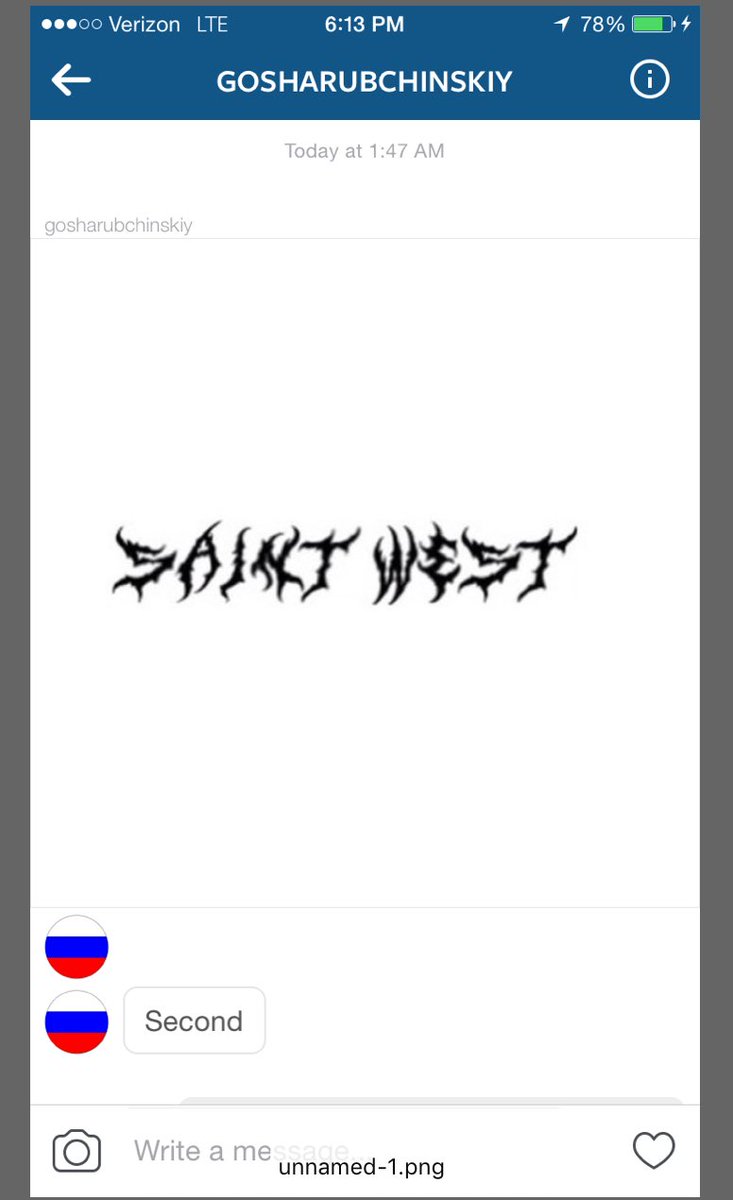 Verizon LTE 6:13 PM 78%
GOSHARUBCHINSKIY
Today at 1:47 AM
gosharubchinskiy
SAINT WEST
Second
Write a message...
unnamed-1.png